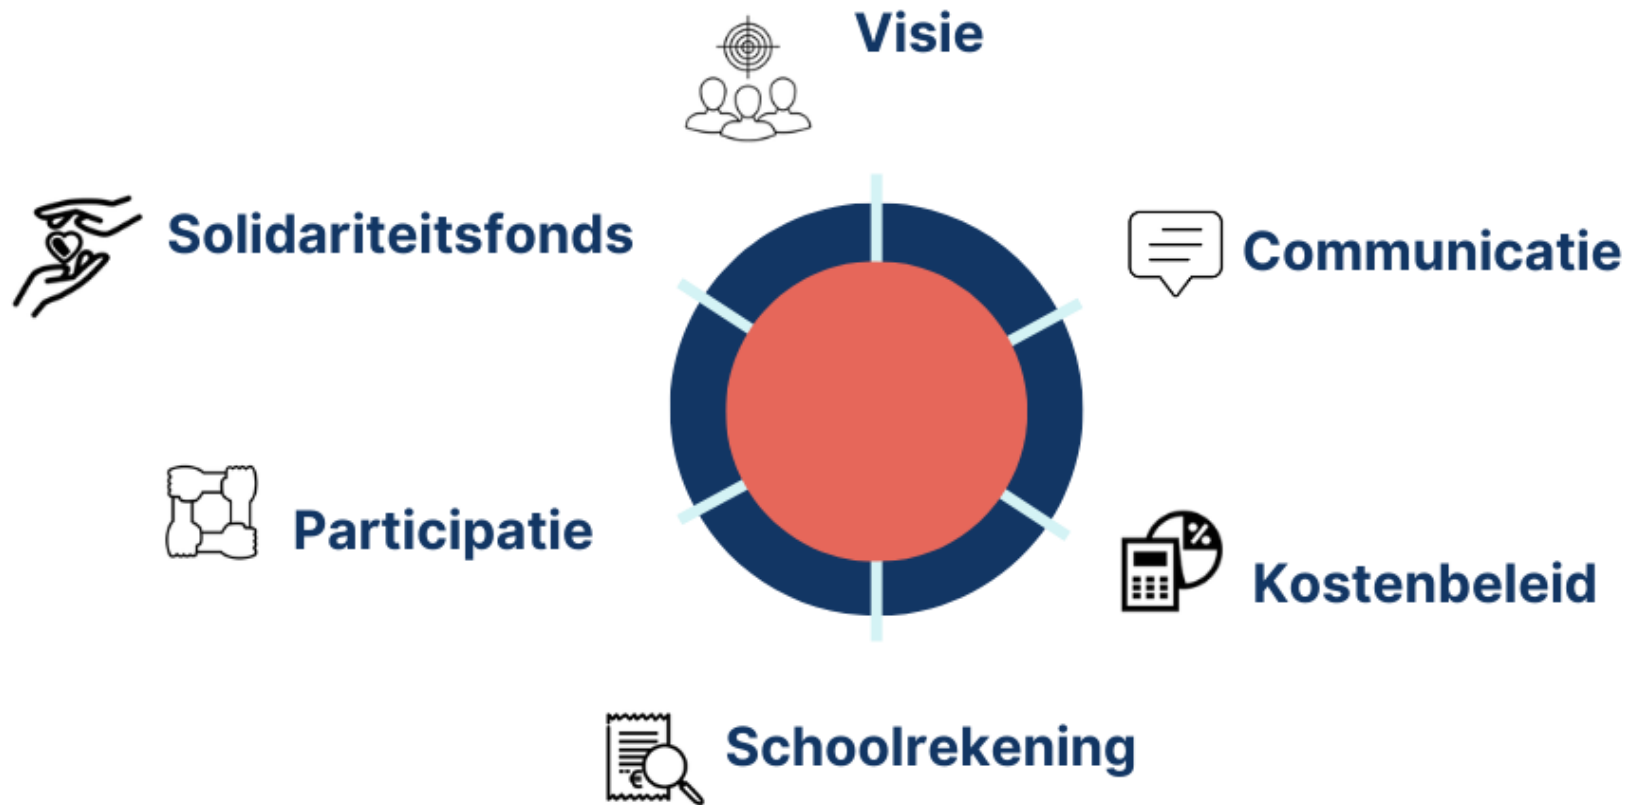 Visie
Solidariteitsfonds
Communicatie
Participatie
Kostenbeleid
Schoolrekening